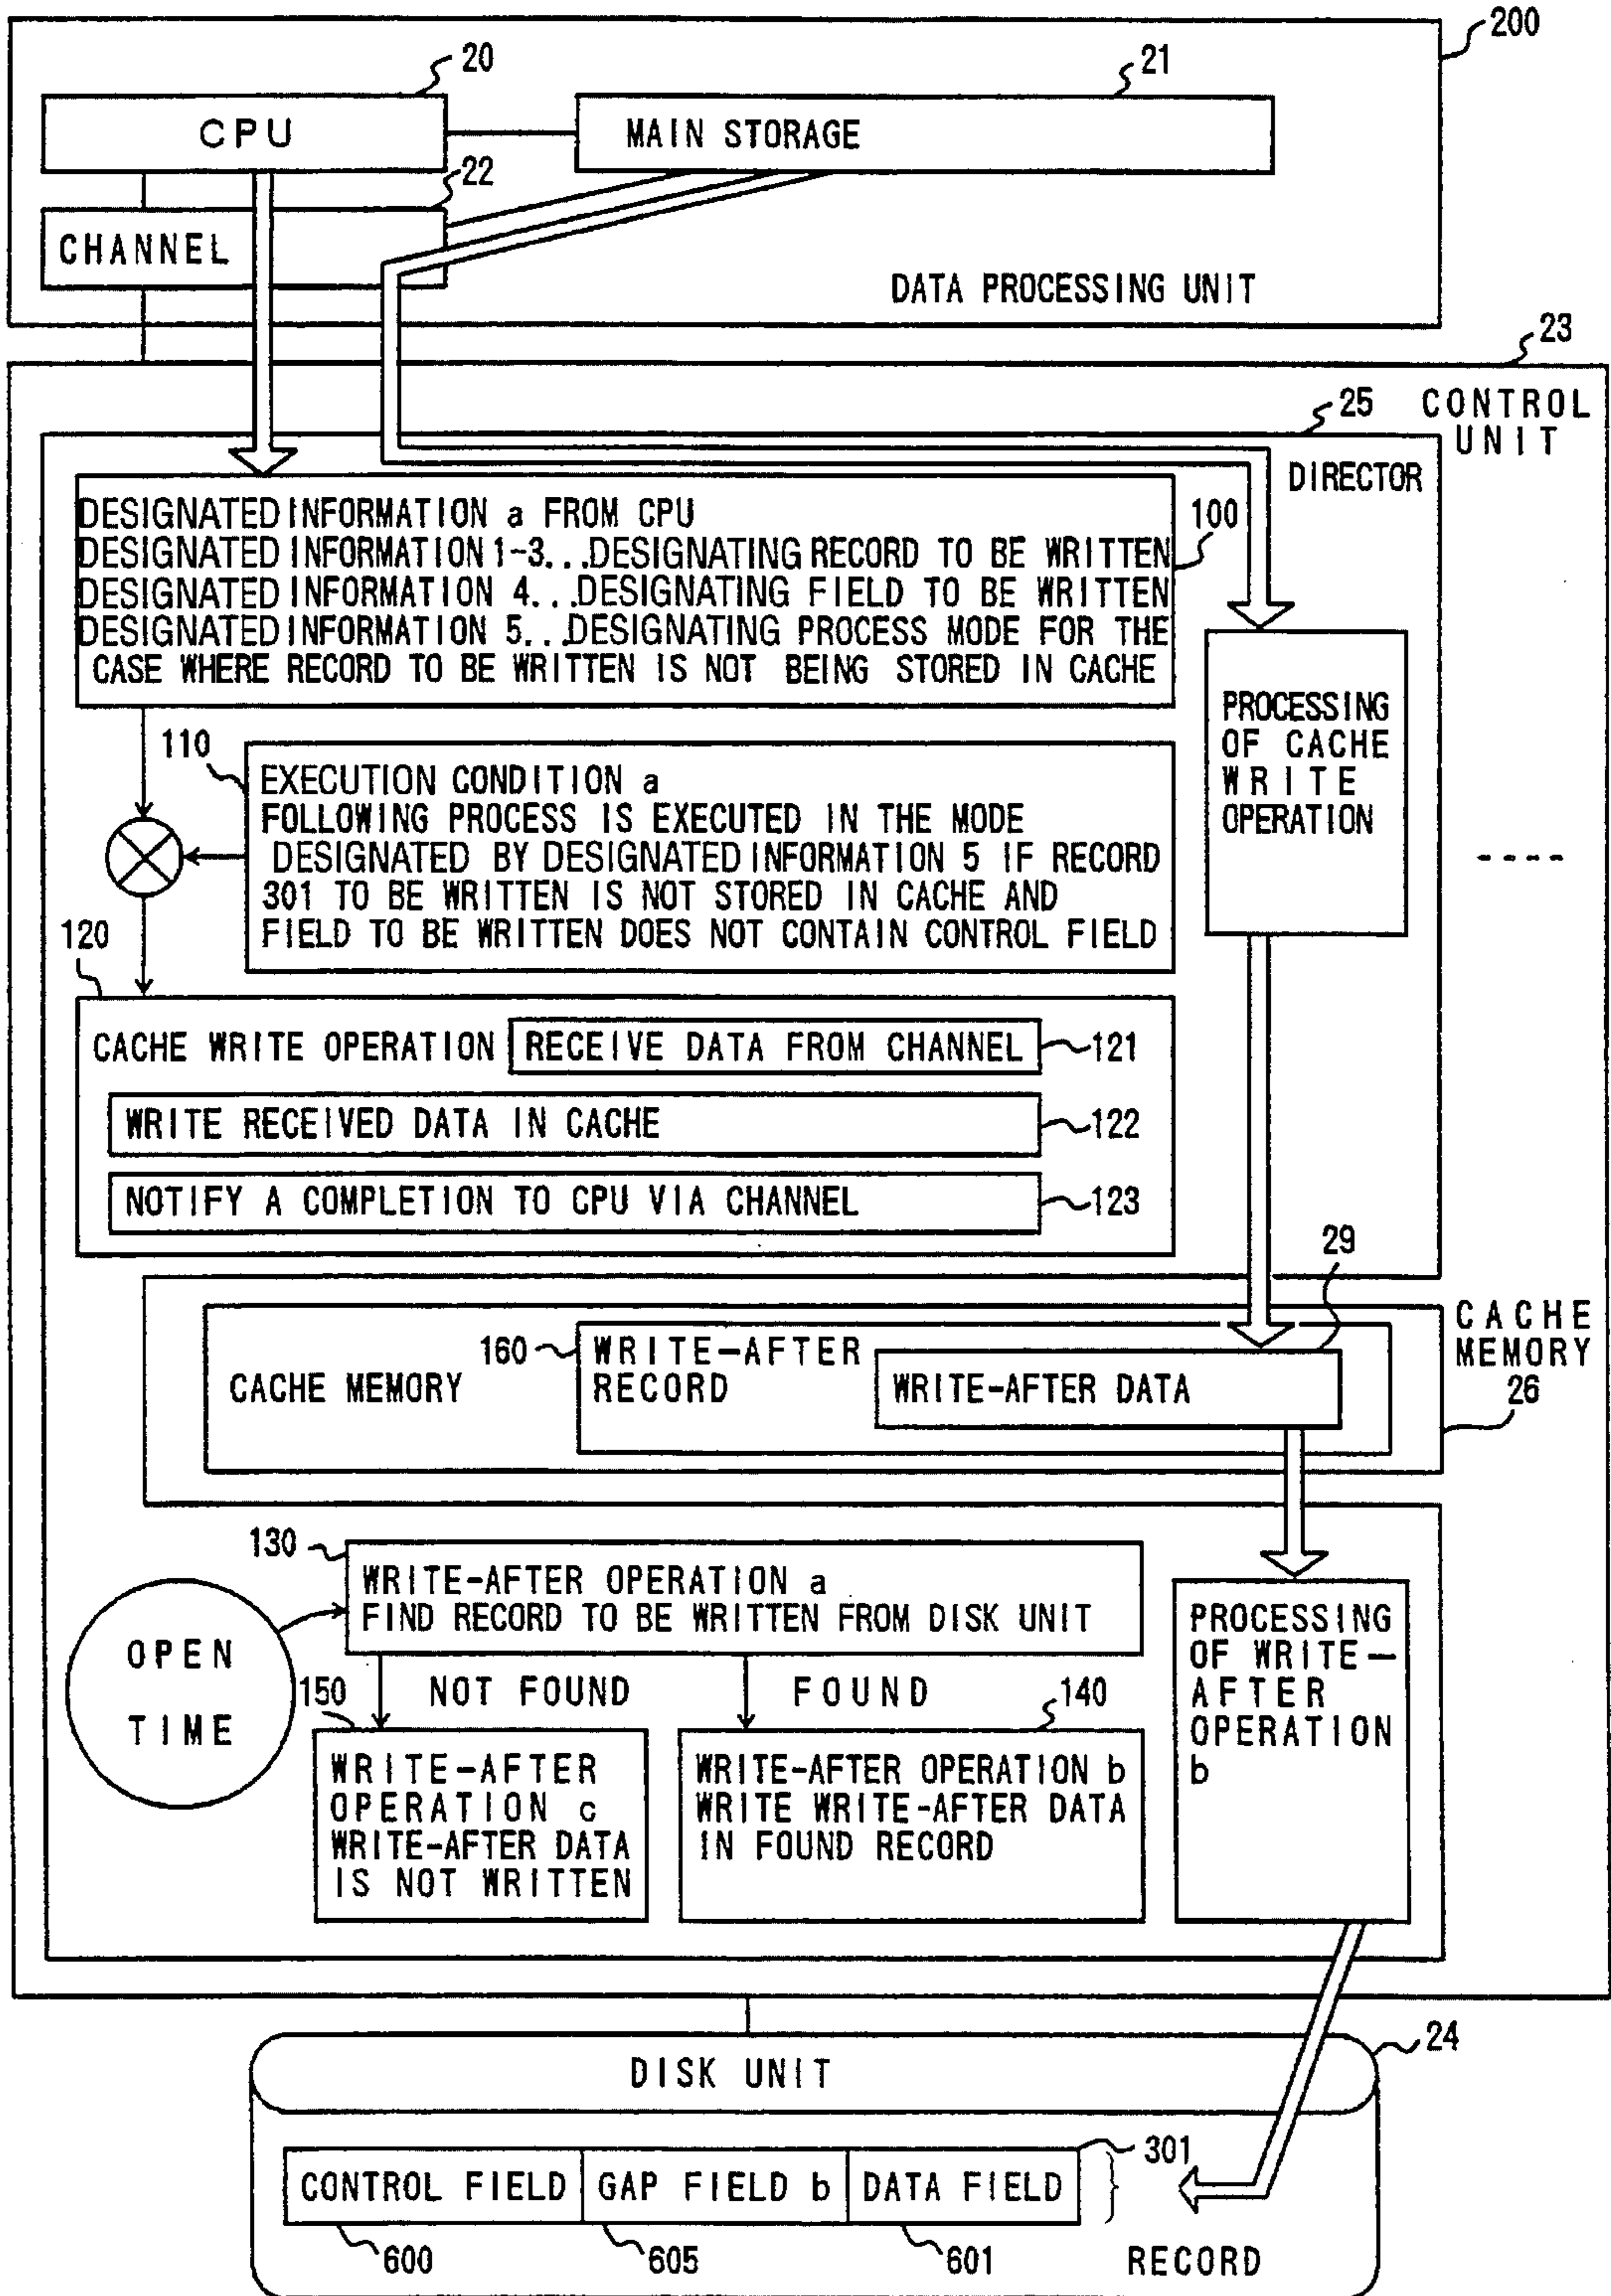 200
20
21
CPU
MAIN STORAGE
22
CHANNEL
DATA PROCESSING UNIT
23
25
CONTROL
UNIT
DIRECTOR
DESIGNATED INFORMATION a FROM CPU
DESIGNATED INFORMATION 1-3...DESIGNATING RECORD TO BE WRITTEN
DESIGNATED INFORMATION 4...DESIGNATING FIELD TO BE WRITTEN
DESIGNATED INFORMATION 5...DESIGNATING PROCESS MODE FOR THE
CASE WHERE RECORD TO BE WRITTEN IS NOT BEING STORED IN CACHE
100
PROCESSING
OF CACHE
WRITE
OPERATION
110
EXECUTION CONDITION a
FOLLOWING PROCESS IS EXECUTED IN THE MODE
DESIGNATED BY DESIGNATED INFORMATION 5 IF RECORD
301 TO BE WRITTEN IS NOT STORED IN CACHE AND
FIELD TO BE WRITTEN DOES NOT CONTAIN CONTROL FIELD
----
120
CACHE WRITE OPERATION
RECEIVE DATA FROM CHANNEL
121
WRITE RECEIVED DATA IN CACHE
122
NOTIFY A COMPLETION TO CPU VIA CHANNEL
123
29
CACHE
MEMORY
26
160
WRITE-AFTER
RECORD
CACHE MEMORY
WRITE-AFTER DATA
130
WRITE-AFTER OPERATION a
FIND RECORD TO BE WRITTEN FROM DISK UNIT
OPEN
TIME
PROCESSING
OF WRITE-
AFTER
OPERATION
b
150
NOT FOUND
FOUND
140
WRITE-AFTER
OPERATION c
WRITE-AFTER DATA
IS NOT WRITTEN
WRITE-AFTER OPERATION b
WRITE WRITE-AFTER DATA
IN FOUND RECORD
24
DISK UNIT
301
CONTROL FIELD
GAP FIELD b
DATA FIELD
600
605
601
RECORD